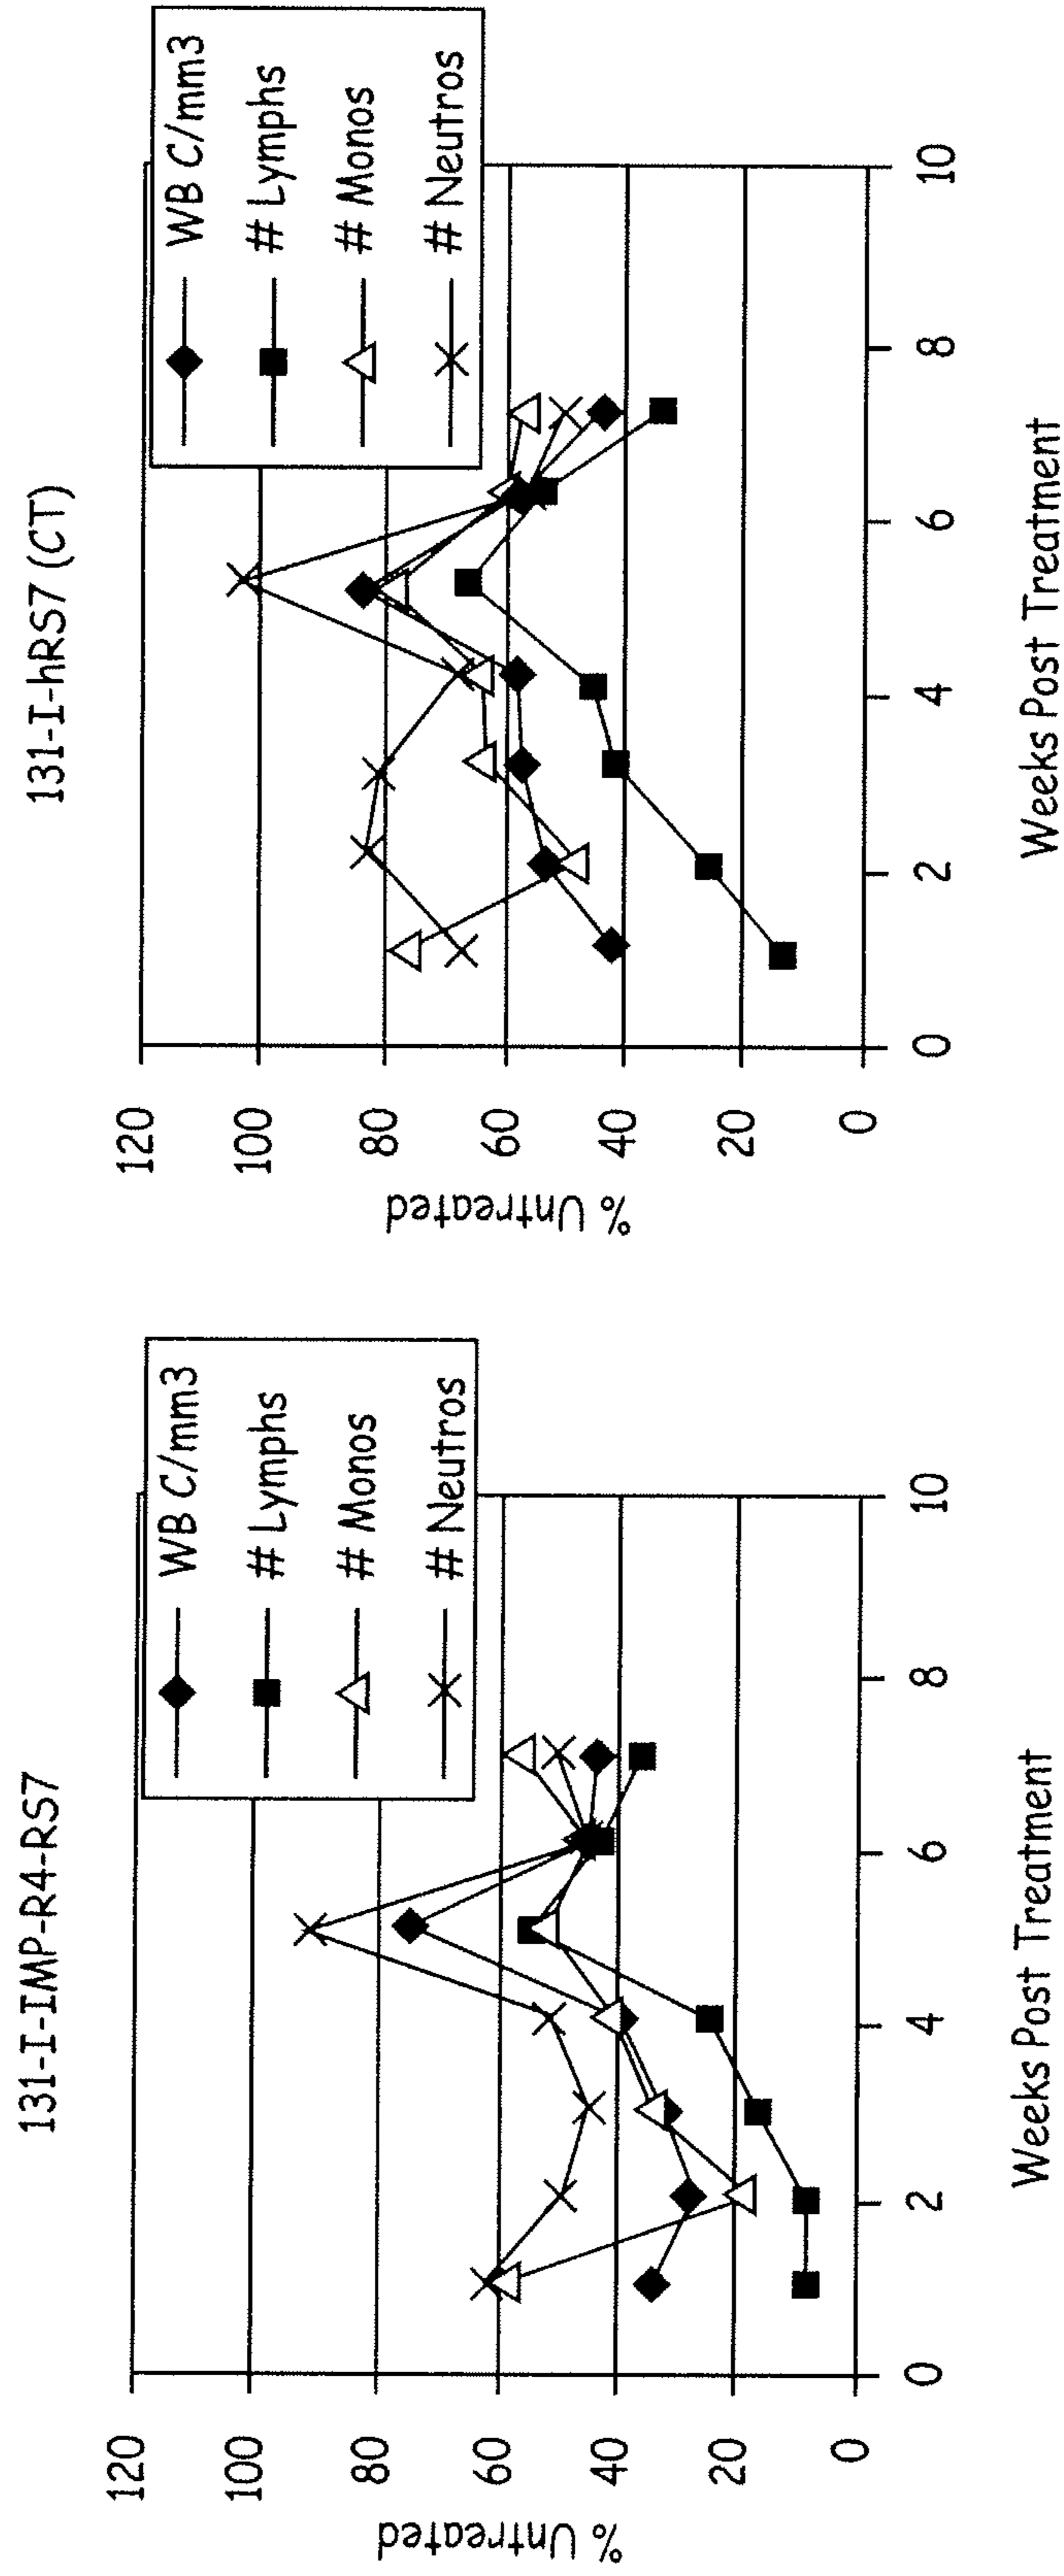 131-I-IMP-R4-RS7
% Untreated
120
100
80
60
40
20
0
0 2 4 6 8 10
Weeks Post Treatment
WB C/mm3
# Lymphs
# Monos
# Neutros
131-I-hRS7 (CT)
% Untreated
120
100
80
60
40
20
0
0 2 4 6 8 10
Weeks Post Treatment
WB C/mm3
# Lymphs
# Monos
# Neutros